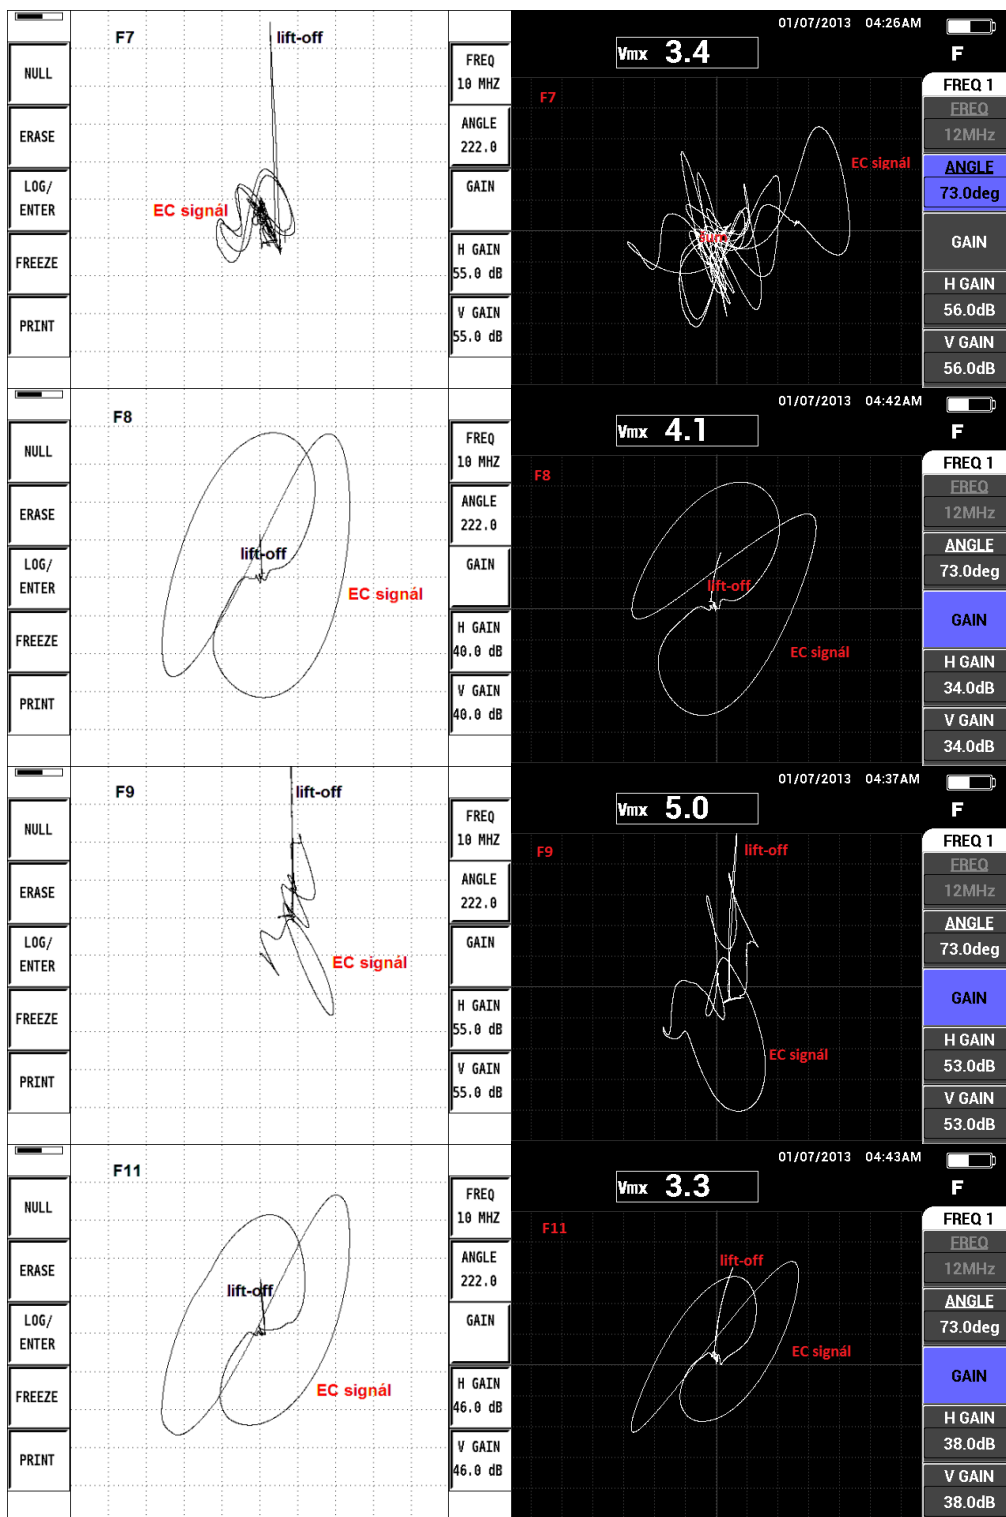 F7
lift-off
EC signál
NULL
ERASE
LOG/
ENTER
FREEZE
PRINT
FREQ
10 MHZ
ANGLE
222.0
GAIN
H GAIN
55.0 dB
V GAIN
55.0 dB
01/07/2013 04:26AM
Vmx 3.4
F
F7
EC signál
šum
FREQ 1
FREQ
12MHz
ANGLE
73.0deg
GAIN
H GAIN
56.0dB
V GAIN
56.0dB
F8
lift-off
EC signál
NULL
ERASE
LOG/
ENTER
FREEZE
PRINT
FREQ
10 MHZ
ANGLE
222.0
GAIN
H GAIN
40.0 dB
V GAIN
40.0 dB
01/07/2013 04:42AM
Vmx 4.1
F
F8
lift-off
EC signál
FREQ 1
FREQ
12MHz
ANGLE
73.0deg
GAIN
H GAIN
34.0dB
V GAIN
34.0dB
F9
lift-off
EC signál
NULL
ERASE
LOG/
ENTER
FREEZE
PRINT
FREQ
10 MHZ
ANGLE
222.0
GAIN
H GAIN
55.0 dB
V GAIN
55.0 dB
01/07/2013 04:37AM
Vmx 5.0
F
F9
lift-off
EC signál
FREQ 1
FREQ
12MHz
ANGLE
73.0deg
GAIN
H GAIN
53.0dB
V GAIN
53.0dB
F11
lift-off
EC signál
NULL
ERASE
LOG/
ENTER
FREEZE
PRINT
FREQ
10 MHZ
ANGLE
222.0
GAIN
H GAIN
46.0 dB
V GAIN
46.0 dB
01/07/2013 04:43AM
Vmx 3.3
F
F11
lift-off
EC signál
FREQ 1
FREQ
12MHz
ANGLE
73.0deg
GAIN
H GAIN
38.0dB
V GAIN
38.0dB